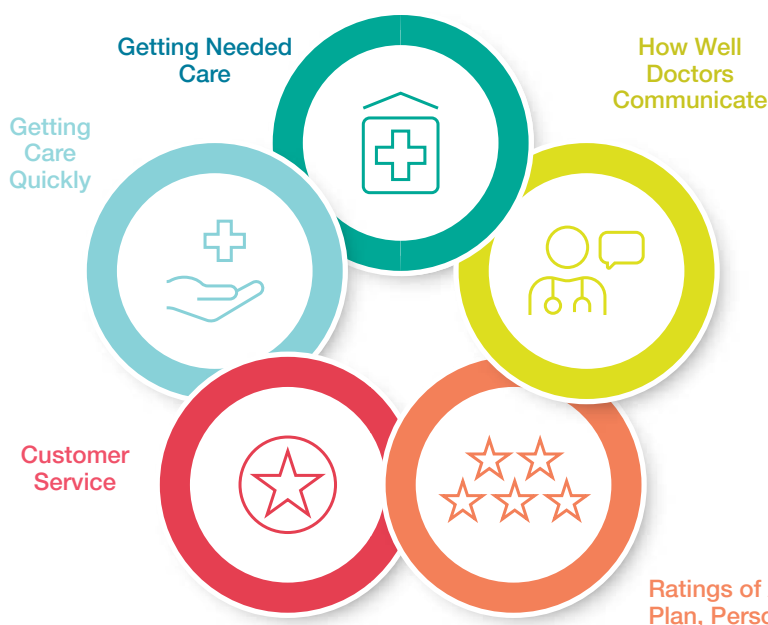 Getting Needed
Care
How Well
Doctors
Communicate
Getting
Care
Quickly
Customer
Service
Ratings of
Plan,